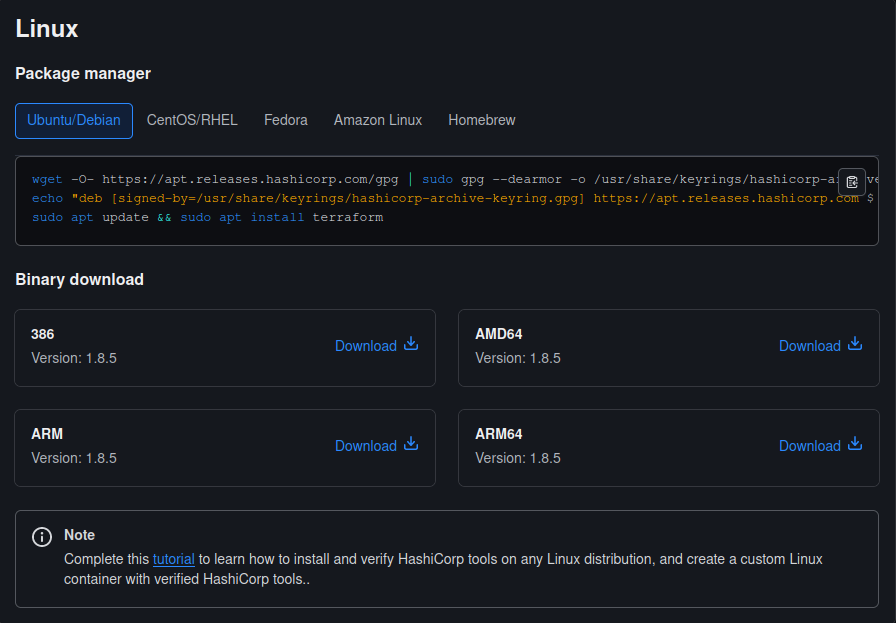 Linux
Package manager
Ubuntu/Debian CentOS/RHEL Fedora Amazon Linux Homebrew
wget -O- https://apt.releases.hashicorp.com/gpg | sudo gpg --dearmor -o /usr/share/keyrings/hashicorp-a
echo "deb [signed-by=/usr/share/keyrings/hashicorp-archive-keyring.gpg] https://apt.releases.hashicorp.com $
sudo apt update && sudo apt install terraform
Binary download
386 AMD64
Version: 1.8.5 Download Version: 1.8.5 Download
ARM ARM64
Version: 1.8.5 Download Version: 1.8.5 Download
Note
Complete this tutorial to learn how to install and verify HashiCorp tools on any Linux distribution, and create a custom Linux
container with verified HashiCorp tools..